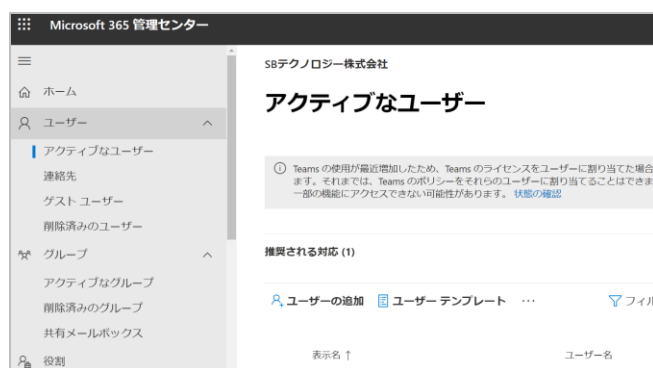 Microsoft 365 管理センター
ホーム
ユーザー
アクティブなユーザー
連絡先
ゲスト ユーザー
削除済みのユーザー
グループ
アクティブなグループ
削除済みのグループ
共有メールボックス
役割
SBテクノロジー株式会社
アクティブなユーザー
Teams の使用が最近増加したため、Teams のライセンスをユーザーに割り当てた場合
ます。それまでは、Teams のポリシーをそれらのユーザーに割り当てることはできま
一部の機能にアクセスできない可能性があります。 状態の確認
推奨される対応 (1)
ユーザーの追加 ユーザー テンプレート ··· フィル
表示名 ↑ ユーザー名